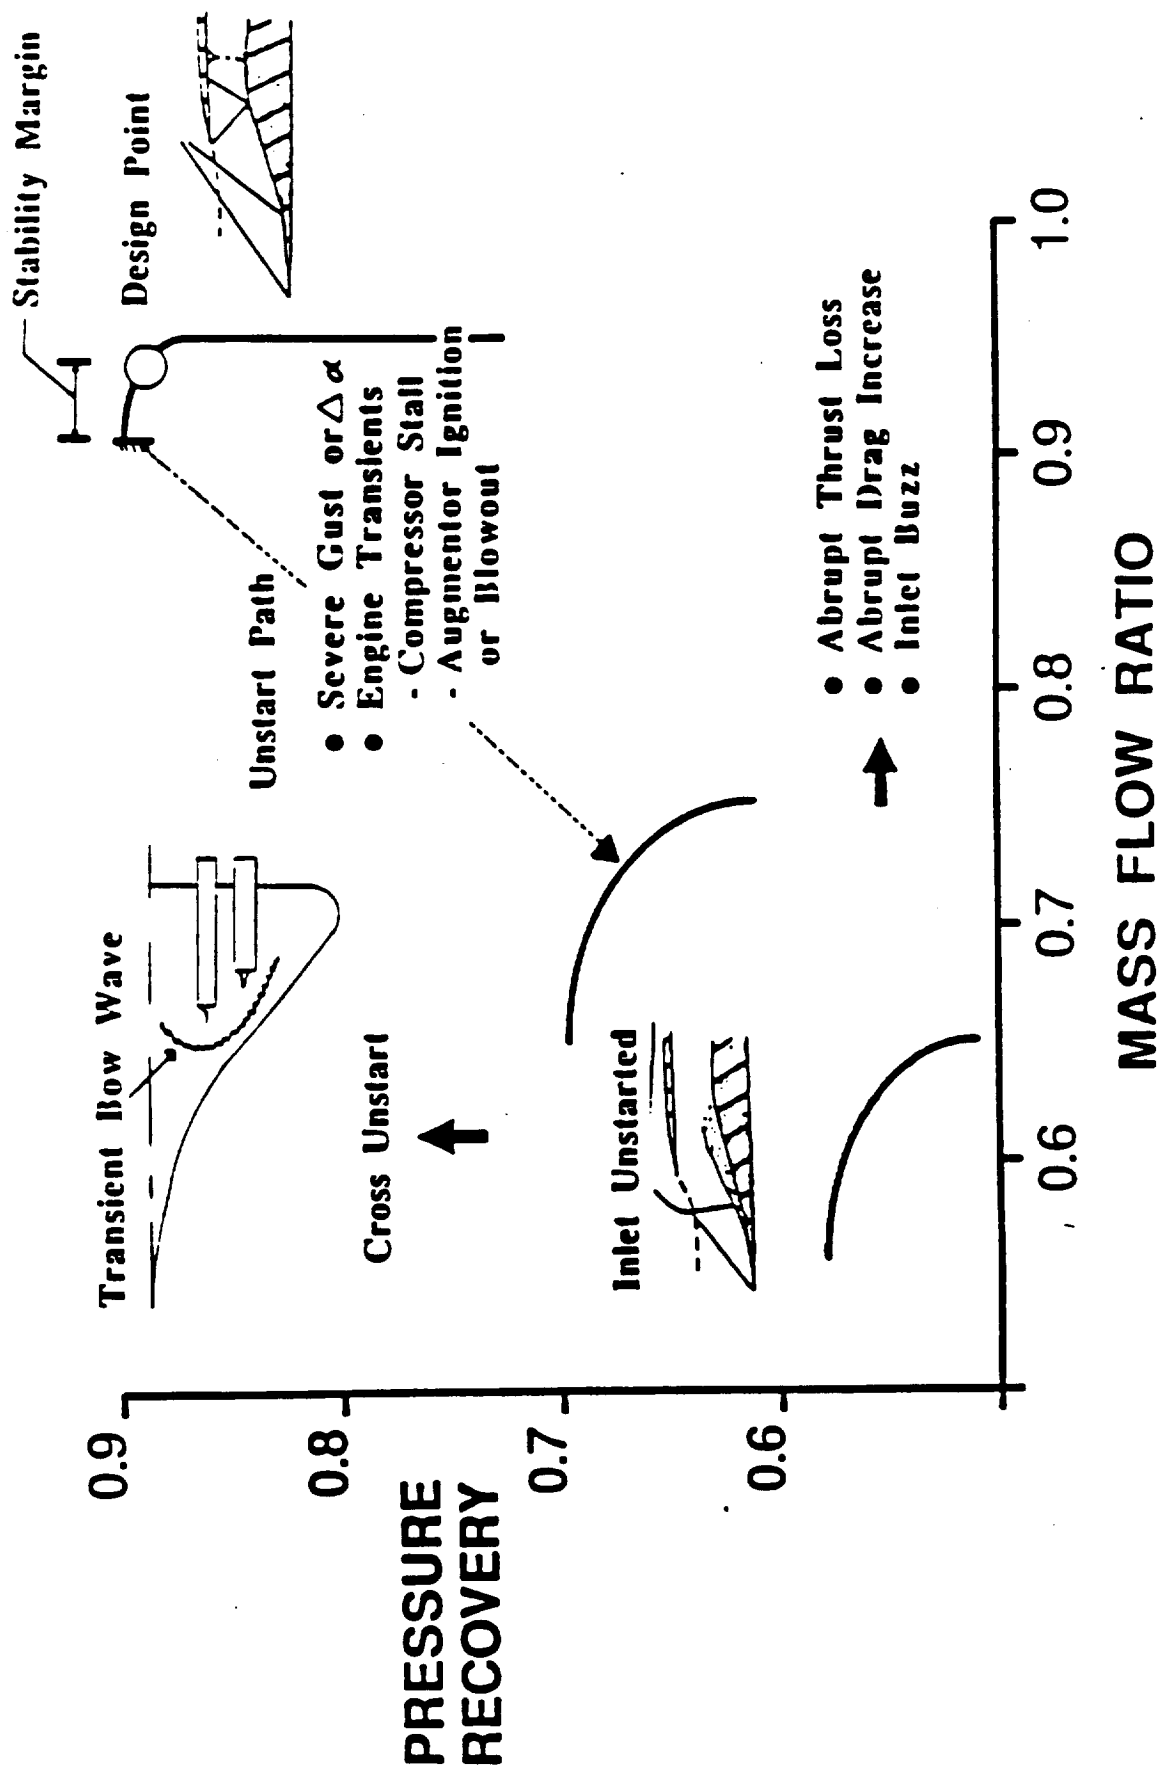 Stability Margin
Design Point
Transient Bow Wave
Unstart Path
● Severe Gust or Δ α
● Engine Transients
- Compressor Stall
- Augmentor Ignition
or Blowout
Cross Unstart
Inlet Unstarted
● Abrupt Thrust Loss
● Abrupt Drag Increase
● Inlet Buzz
PRESSURE
RECOVERY
0.9
0.8
0.7
0.6
0.6
0.7
0.8
0.9
1.0
MASS FLOW RATIO